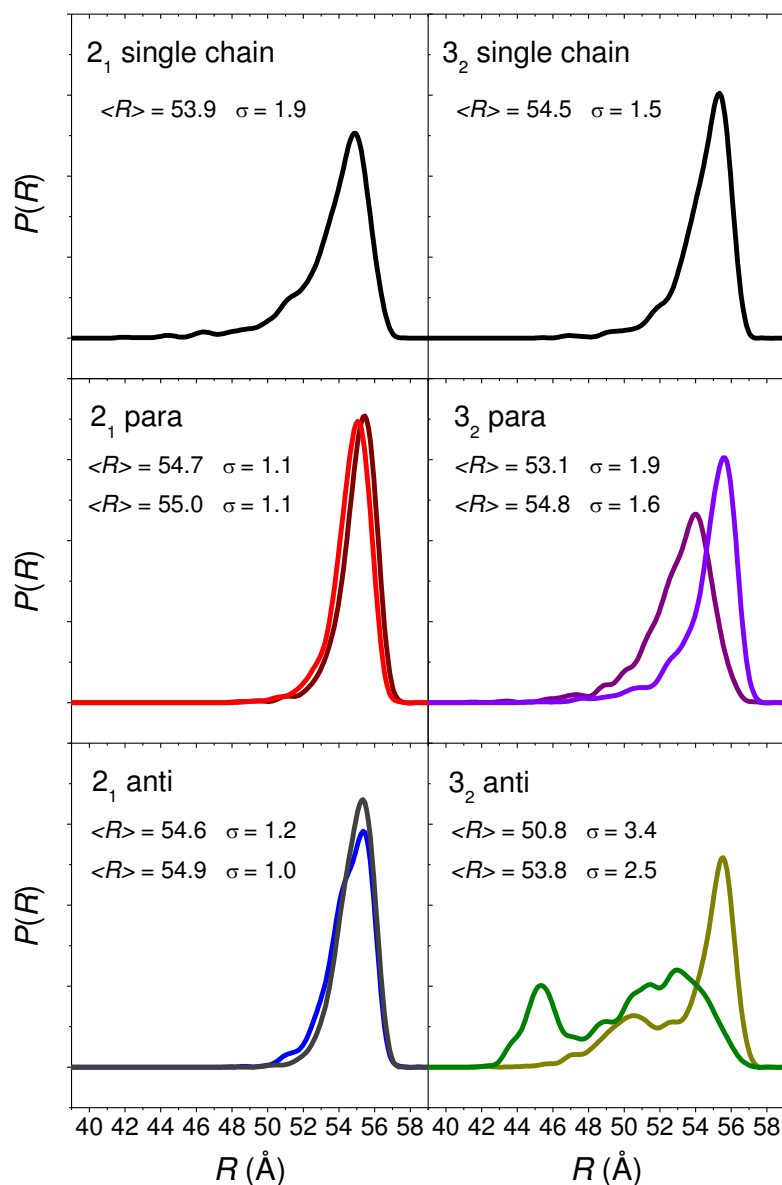 2₁ single chain
<R> = 53.9 σ = 1.9
3₂ single chain
<R> = 54.5 σ = 1.5
P(R)
2₁ para
<R> = 54.7 σ = 1.1
<R> = 55.0 σ = 1.1
3₂ para
<R> = 53.1 σ = 1.9
<R> = 54.8 σ = 1.6
P(R)
2₁ anti
<R> = 54.6 σ = 1.2
<R> = 54.9 σ = 1.0
3₂ anti
<R> = 50.8 σ = 3.4
<R> = 53.8 σ = 2.5
P(R)
40 42 44 46 48 50 52 54 56 58 40 42 44 46 48 50 52 54 56 58
R (Å) R (Å)